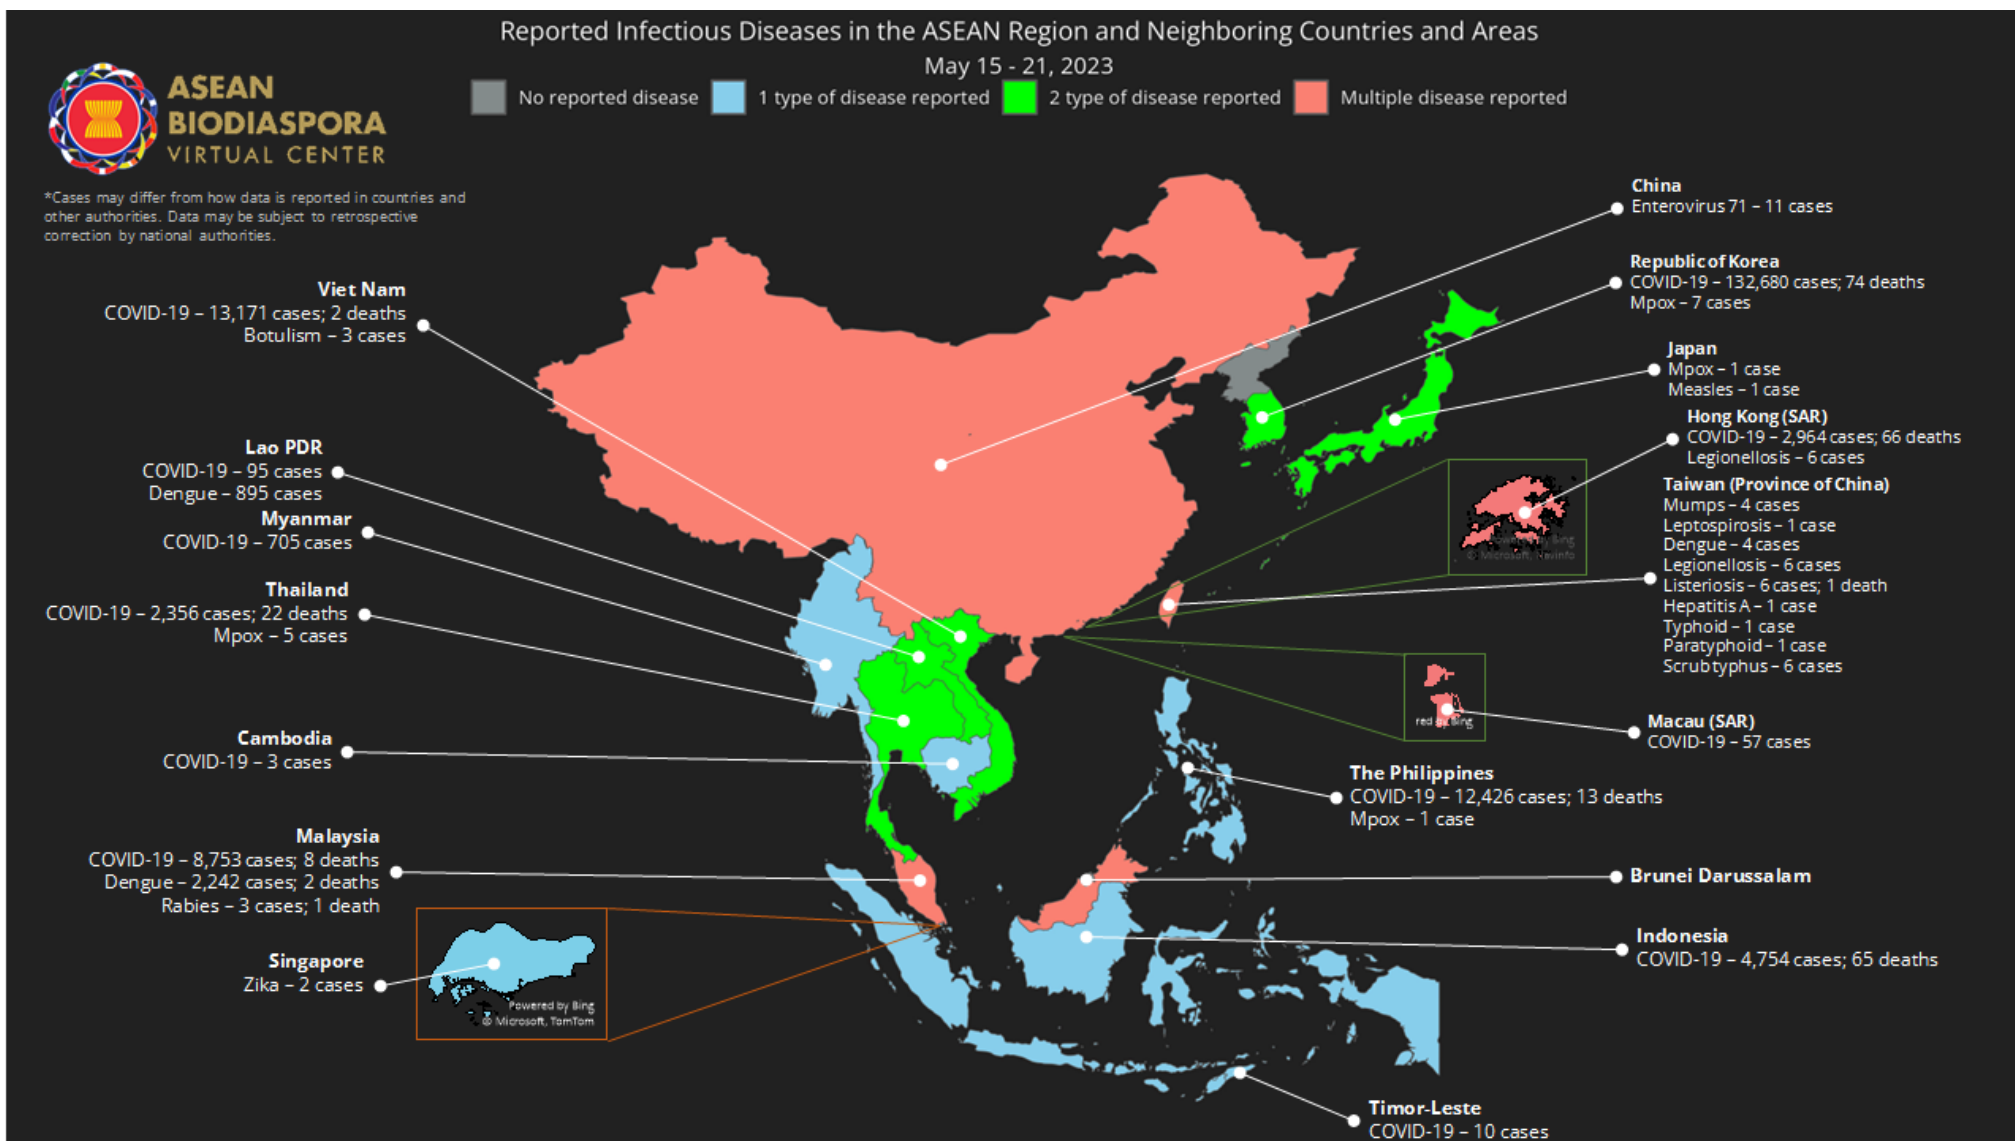 Reported Infectious Diseases in the ASEAN Region and Neighboring Countries and Areas
May 15 - 21, 2023
No reported disease
1 type of disease reported
2 type of disease reported
Multiple disease reported
ASEAN
BIODIASPORA
VIRTUAL CENTER
*Cases may differ from how data is reported in countries and
other authorities. Data may be subject to retrospective
correction by national authorities.
Viet Nam
COVID-19 – 13,171 cases; 2 deaths
Botulism – 3 cases
Lao PDR
COVID-19 – 95 cases
Dengue – 895 cases
Myanmar
COVID-19 – 705 cases
Thailand
COVID-19 – 2,356 cases; 22 deaths
Mpox – 5 cases
Cambodia
COVID-19 – 3 cases
Malaysia
COVID-19 – 8,753 cases; 8 deaths
Dengue – 2,242 cases; 2 deaths
Rabies – 3 cases; 1 death
Singapore
Zika – 2 cases
Powered by Bing
© Microsoft, TomTom
China
Enterovirus 71 – 11 cases
Republic of Korea
COVID-19 – 132,680 cases; 74 deaths
Mpox – 7 cases
Japan
Mpox – 1 case
Measles – 1 case
Hong Kong (SAR)
COVID-19 – 2,964 cases; 66 deaths
Legionellosis – 6 cases
Powered by Bing
© Microsoft, Navinfo
Taiwan (Province of China)
Mumps – 4 cases
Leptospirosis – 1 case
Dengue – 4 cases
Legionellosis – 6 cases
Listeriosis – 6 cases; 1 death
Hepatitis A – 1 case
Typhoid – 1 case
Paratyphoid – 1 case
Scrub typhus – 6 cases
red by Bing
Macau (SAR)
COVID-19 – 57 cases
The Philippines
COVID-19 – 12,426 cases; 13 deaths
Mpox – 1 case
Brunei Darussalam
Indonesia
COVID-19 – 4,754 cases; 65 deaths
Timor-Leste
COVID-19 – 10 cases